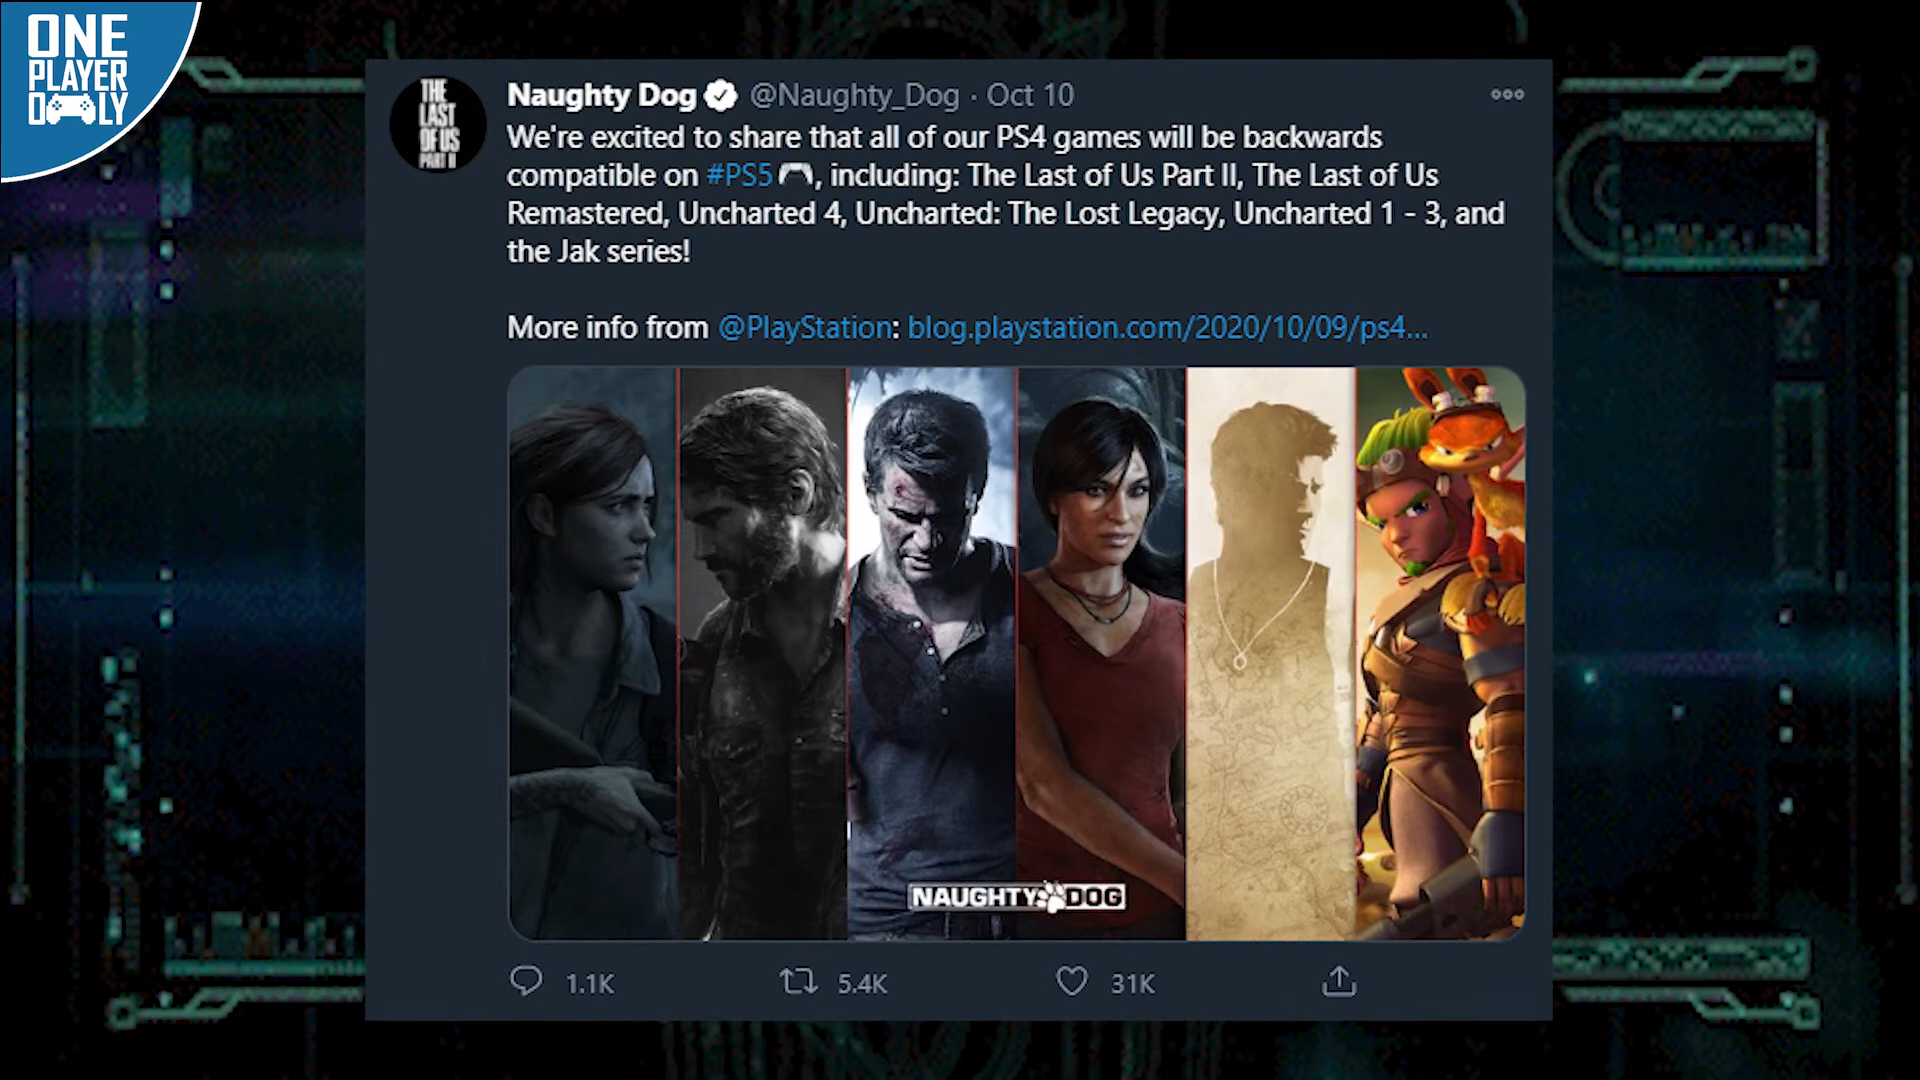 ONE
PLAYER
ONLY
THE
LAST
OF US
PART II
Naughty Dog @Naughty_Dog · Oct 10
We're excited to share that all of our PS4 games will be backwards
compatible on #PS5🎮, including: The Last of Us Part II, The Last of Us
Remastered, Uncharted 4, Uncharted: The Lost Legacy, Uncharted 1 - 3, and
the Jak series!
More info from @PlayStation: blog.playstation.com/2020/10/09/ps4...
NAUGHTY DOG
1.1K
5.4K
31K